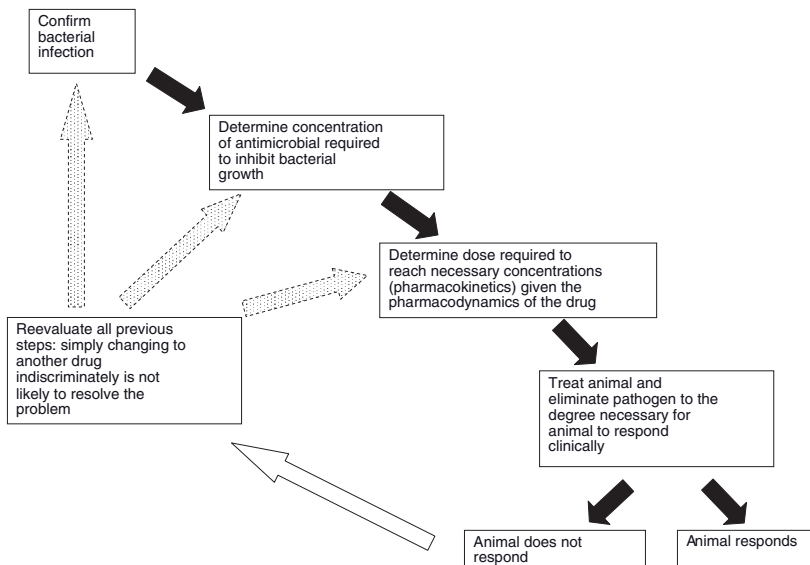 Confirm
bacterial
infection
Determine concentration
of antimicrobial required
to inhibit bacterial
growth
Determine dose required to
reach necessary concentrations
(pharmacokinetics) given the
pharmacodynamics of the drug
Reevaluate all previous
steps: simply changing to
another drug
indiscriminately is not
likely to resolve the
problem
Treat animal and
eliminate pathogen to the
degree necessary for
animal to respond
clinically
Animal does not
respond
Animal responds